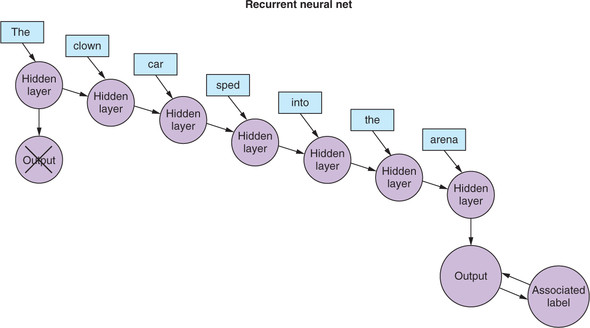 Recurrent neural net
The
clown
car
sped
into
the
arena
Hidden
layer
Hidden
layer
Hidden
layer
Hidden
layer
Hidden
layer
Hidden
layer
Hidden
layer
Output
Output
Associated
label